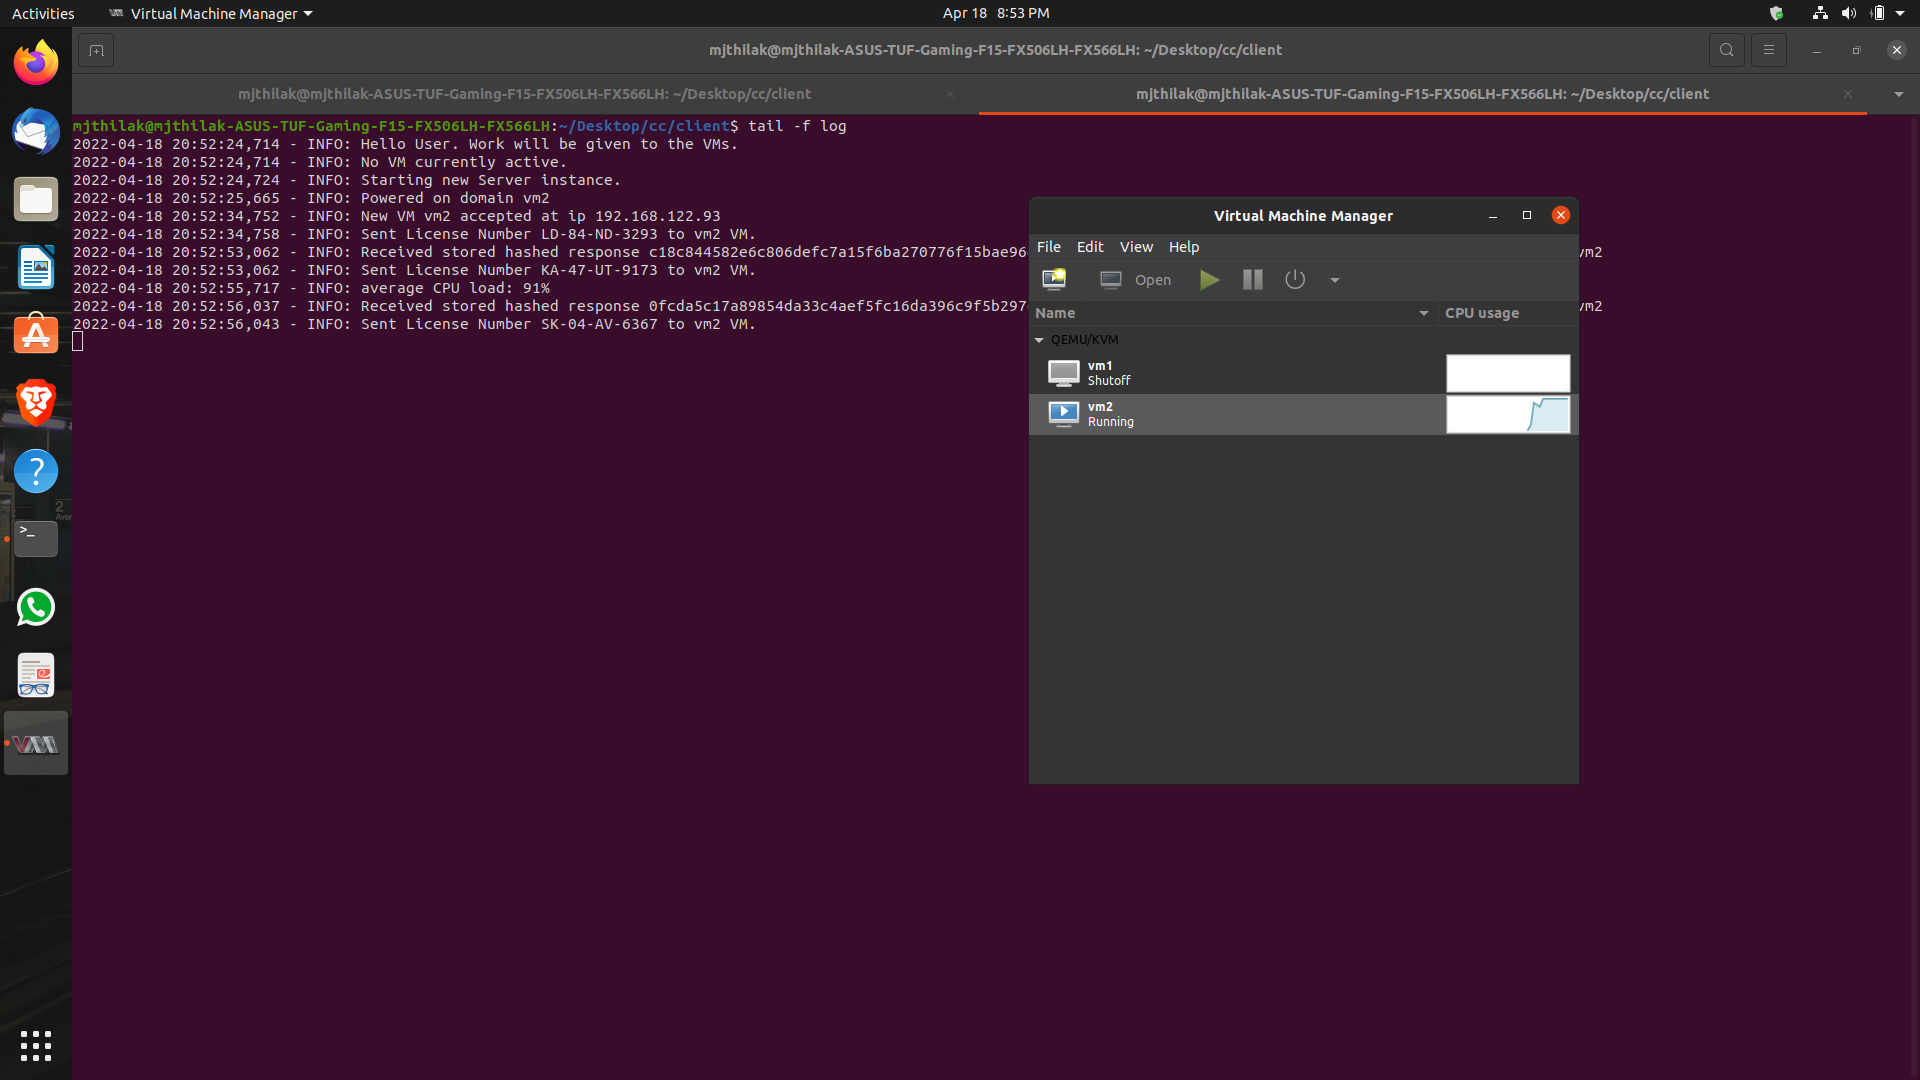 Activities
Virtual Machine Manager
Apr 18 8:53 PM
mjthilak@mjthilak-ASUS-TUF-Gaming-F15-FX506LH-FX566LH: ~/Desktop/cc/client
mjthilak@mjthilak-ASUS-TUF-Gaming-F15-FX506LH-FX566LH: ~/Desktop/cc/client
mjthilak@mjthilak-ASUS-TUF-Gaming-F15-FX506LH-FX566LH: ~/Desktop/cc/client
mjthilak@mjthilak-ASUS-TUF-Gaming-F15-FX506LH-FX566LH:~/Desktop/cc/client$ tail -f log
2022-04-18 20:52:24,714 - INFO: Hello User. Work will be given to the VMs.
2022-04-18 20:52:24,714 - INFO: No VM currently active.
2022-04-18 20:52:24,724 - INFO: Starting new Server instance.
2022-04-18 20:52:25,665 - INFO: Powered on domain vm2
2022-04-18 20:52:34,752 - INFO: New VM vm2 accepted at ip 192.168.122.93
2022-04-18 20:52:34,758 - INFO: Sent License Number LD-84-ND-3293 to vm2 VM.
2022-04-18 20:52:53,062 - INFO: Received stored hashed response c18c844582e6c806defc7a15f6ba270776f15bae96 vm2
2022-04-18 20:52:53,062 - INFO: Sent License Number KA-47-UT-9173 to vm2 VM.
2022-04-18 20:52:55,717 - INFO: average CPU load: 91%
2022-04-18 20:52:56,037 - INFO: Received stored hashed response 0fcda5c17a89854da33c4aef5fc16da396c9f5b297 vm2
2022-04-18 20:52:56,043 - INFO: Sent License Number SK-04-AV-6367 to vm2 VM.
Virtual Machine Manager
File Edit View Help
Open
Name CPU usage
QEMU/KVM
vm1
Shutoff
vm2
Running